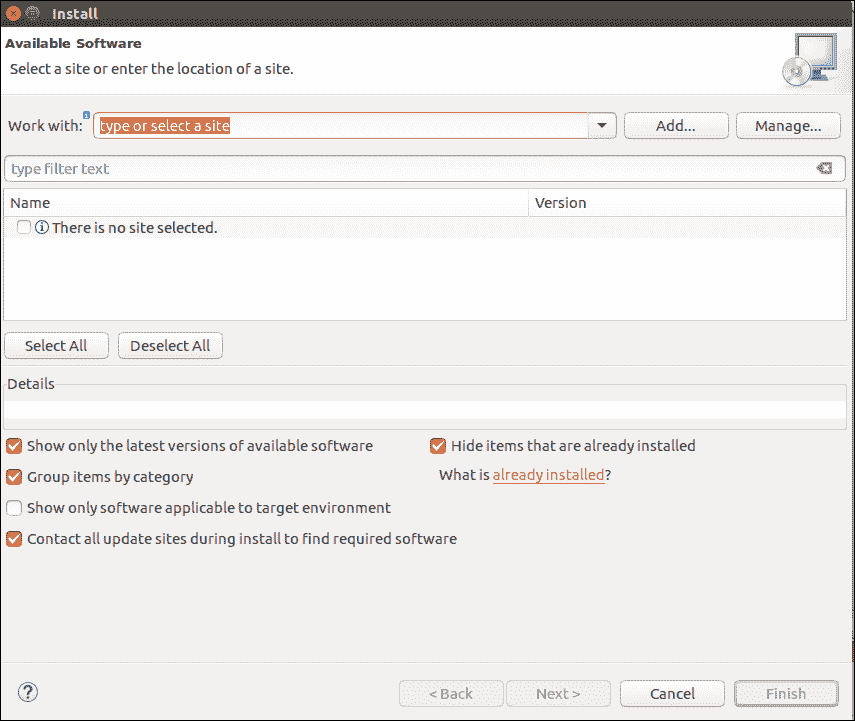 Install
Available Software
Select a site or enter the location of a site.
Work with: type or select a site Add... Manage...
type filter text
Name Version
There is no site selected.
Select All Deselect All
Details
Show only the latest versions of available software Hide items that are already installed
Group items by category What is already installed?
Show only software applicable to target environment
Contact all update sites during install to find required software
? < Back Next > Cancel Finish